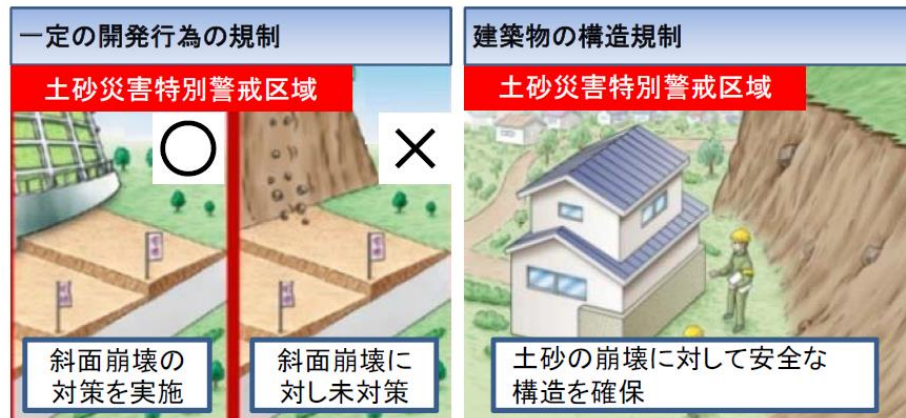 一定の開発行為の規制
土砂災害特別警戒区域
○
×
斜面崩壊の
対策を実施
斜面崩壊に
対し未対策
建築物の構造規制
土砂災害特別警戒区域
土砂の崩壊に対して安全な
構造を確保